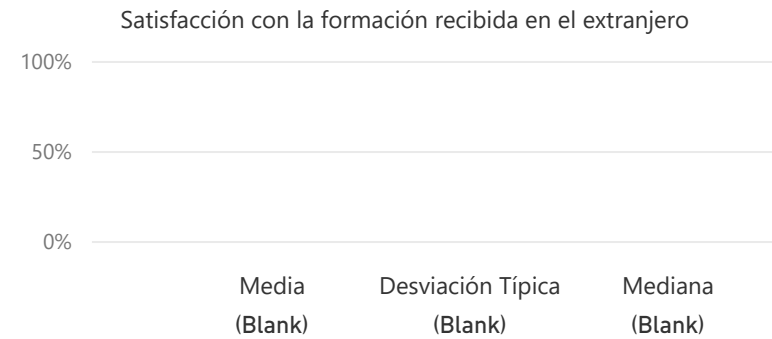 Satisfacción con la formación recibida en el extranjero
100%
50%
0%
Media Desviación Típica Mediana
(Blank) (Blank) (Blank)